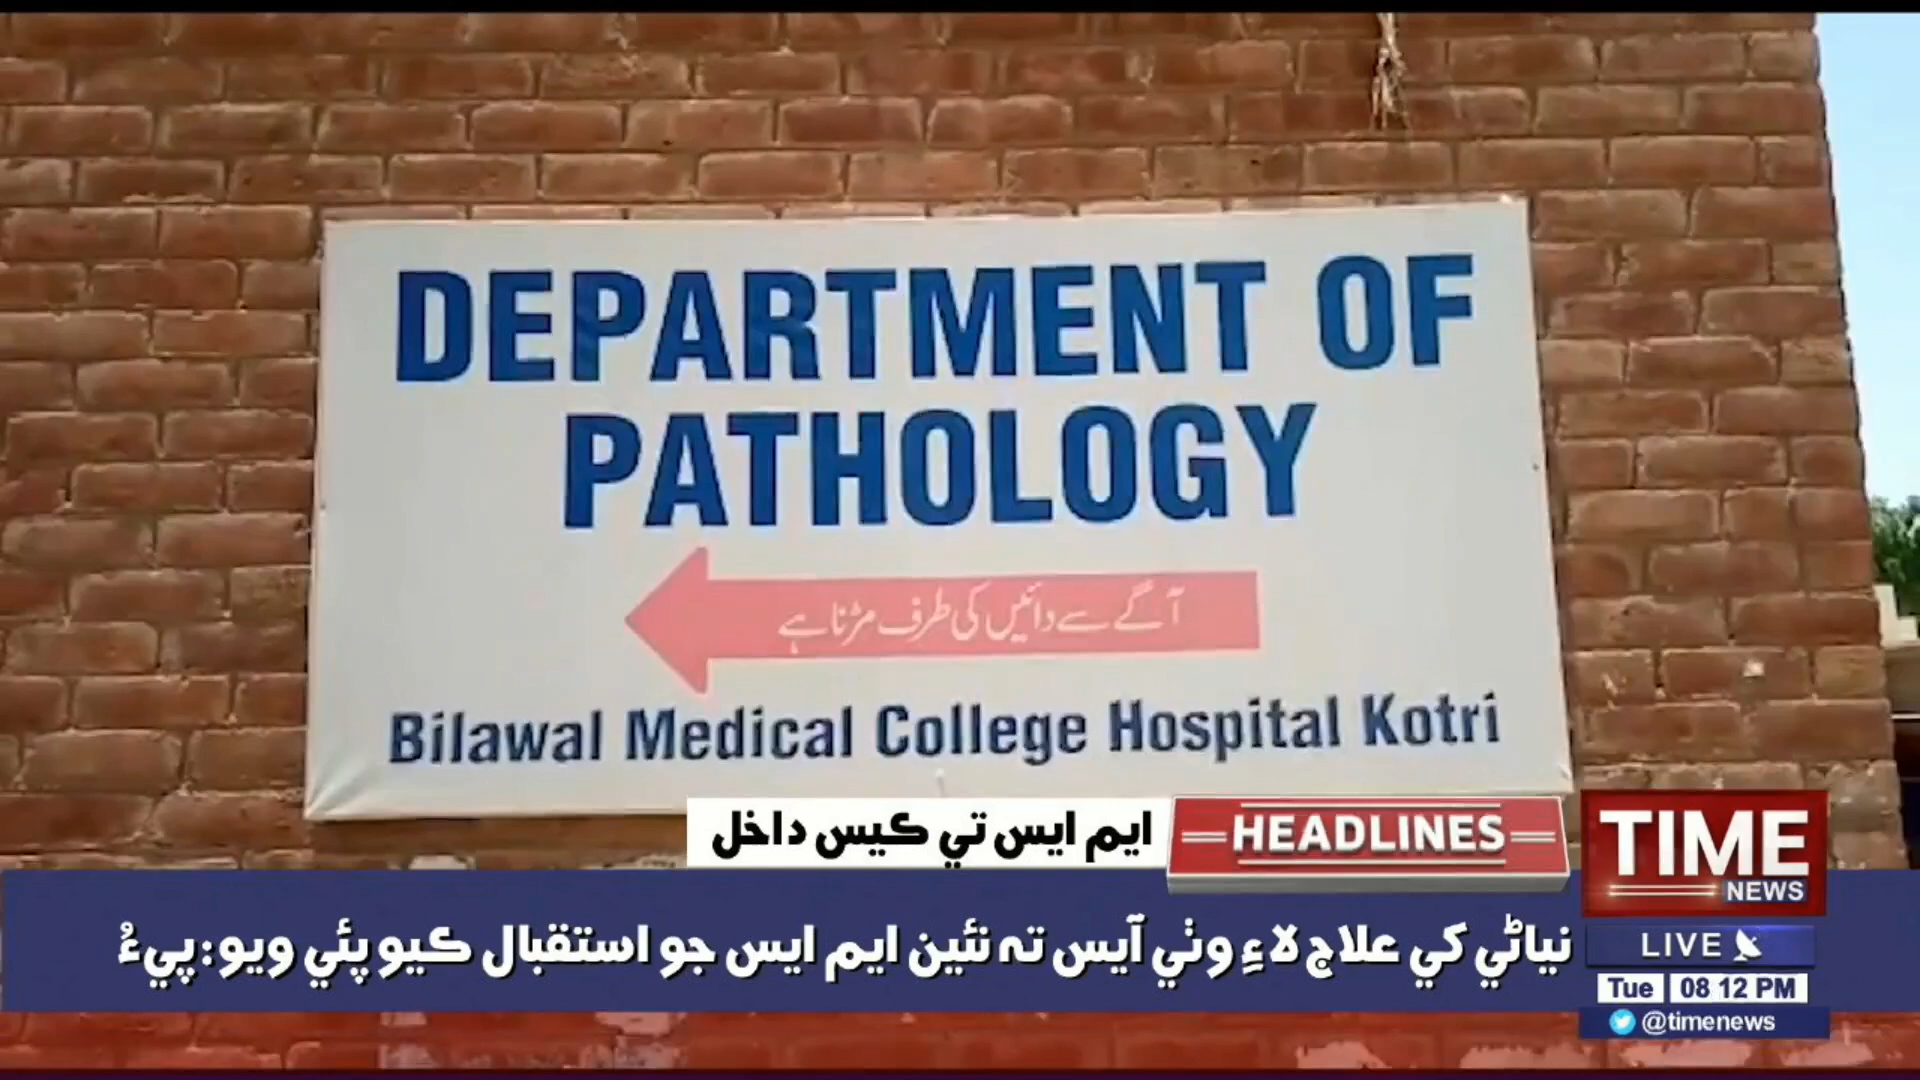 DEPARTMENT OF
PATHOLOGY
آگے سے دائیں کی طرف مڑنا ہے
Bilawal Medical College Hospital Kotri
ايم ايس تي ڪيس داخل
HEADLINES
TIME
NEWS
نياڻي کي علاج لاءِ وٺي آيس ته نئين ايم ايس جو استقبال ڪيو پئي ويو: پيءُ
LIVE
Tue 08 12 PM
@timenews